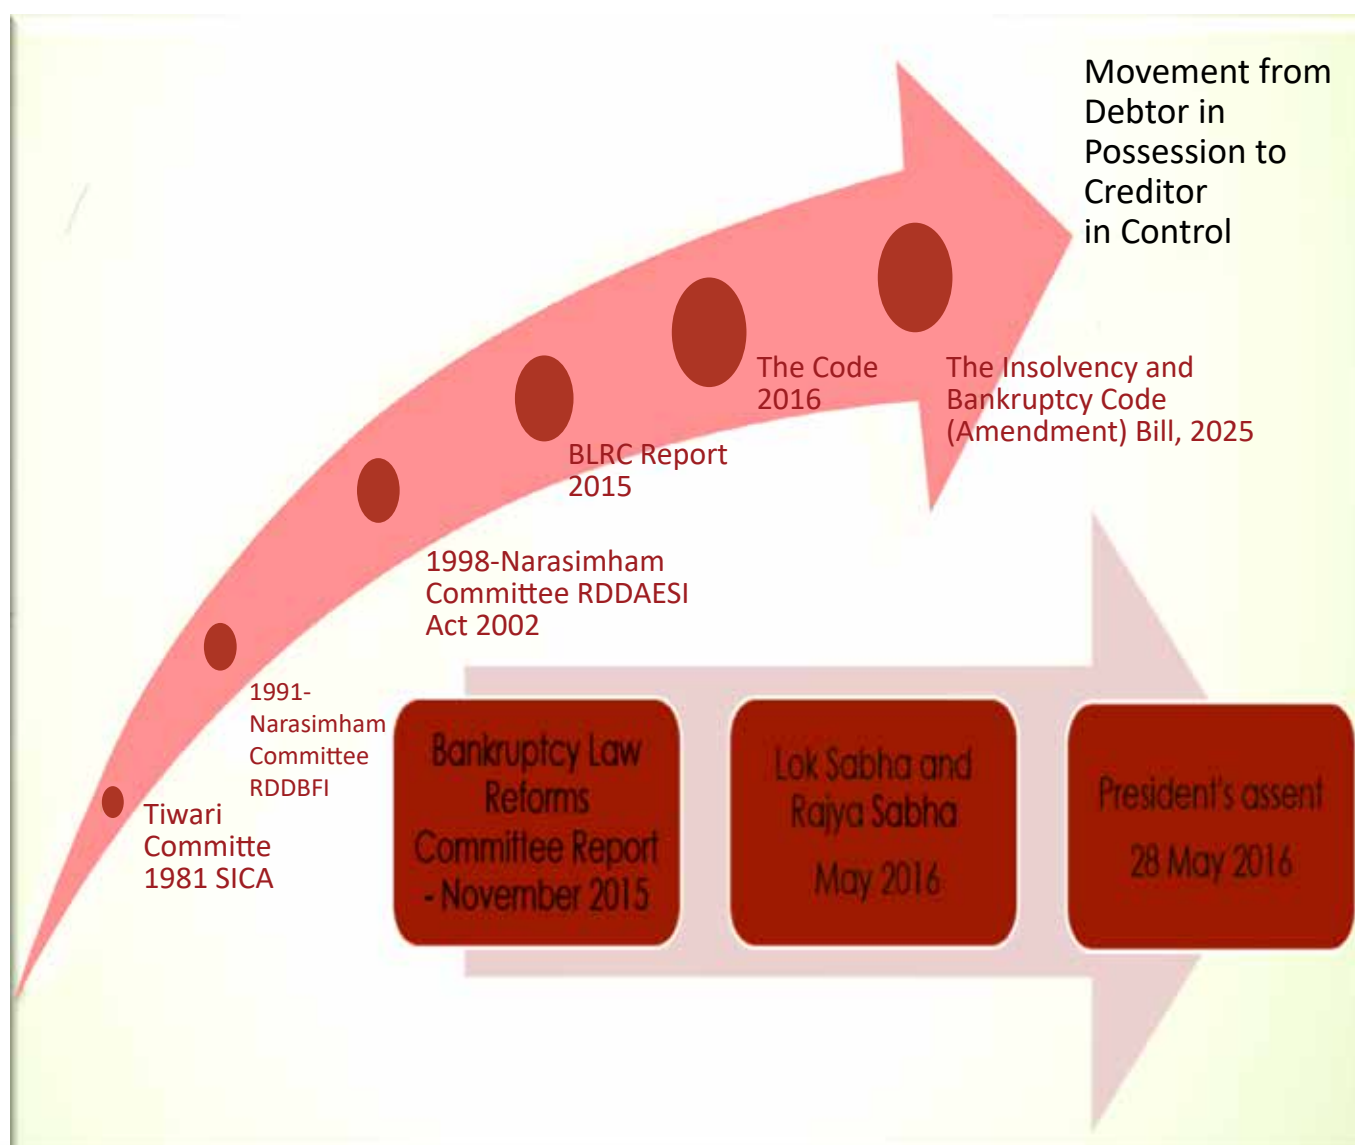 Movement from
Debtor in
Possession to
Creditor
in Control
The Code
2016
The Insolvency and
Bankruptcy Code
(Amendment) Bill, 2025
BLRC Report
2015
1998-Narasimham
Committee RDDAESI
Act 2002
1991-
Narasimham
Committee
RDDBFI
Tiwari
Committe
1981 SICA
Bankruptcy Law
Reforms
Committee Report
- November 2015
Lok Sabha and
Rajya Sabha
May 2016
President's assent
28 May 2016